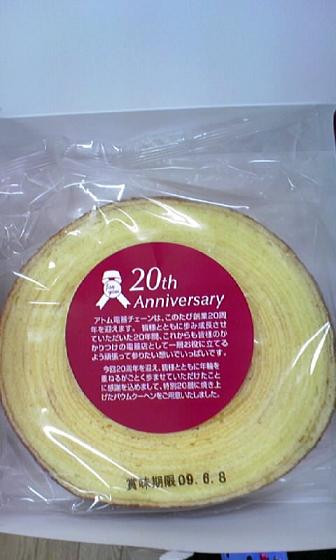 20th
Anniversary
アトム電器チェーンは、このたび創業20周
年を迎えます。皆様とともに歩み成長させ
ていただいた20年間、これからも皆様のか
かりつけの電器店として一層お役に立てる
よう頑張って参りたい想いでいっぱいです。
今回20周年を迎え、皆様とともに年輪を
重ねるがごとく歩ませていただけたこと
に感謝を込めまして、特別20層に焼き上
げたバウムクーヘンをご用意いたしました。
賞味期限09.6.8